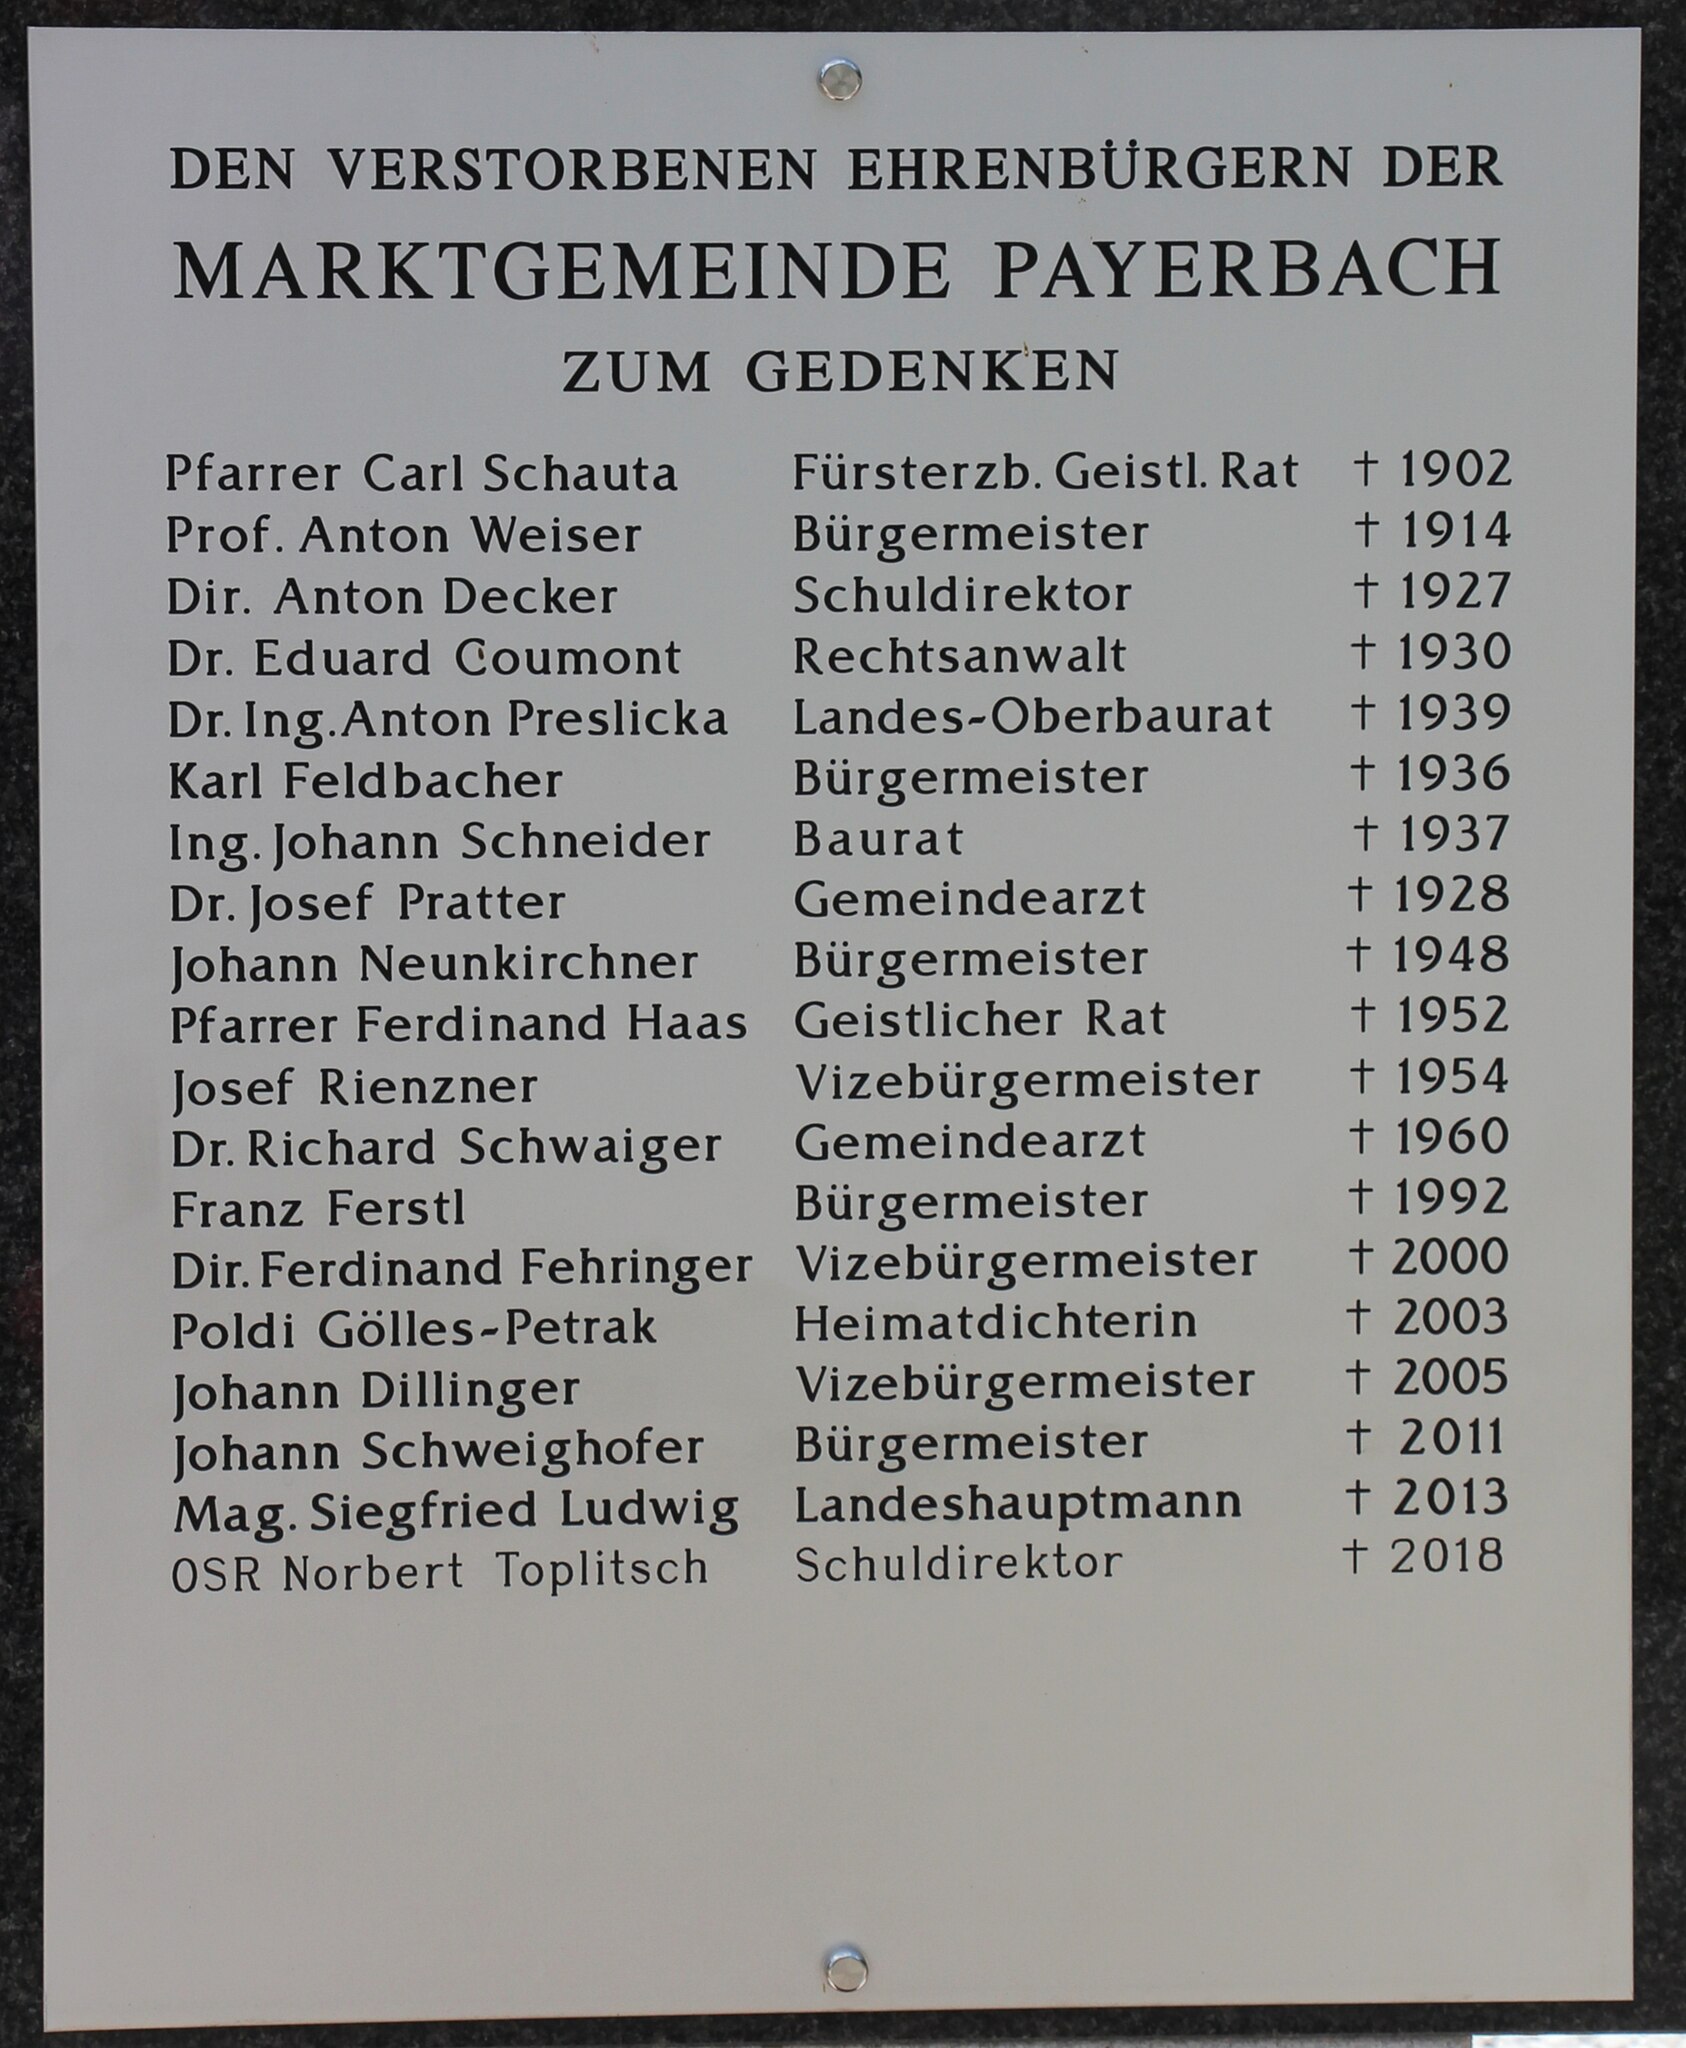 DEN VERSTORBENEN EHRENBÜRGERN DER
MARKTGEMEINDE PAYERBACH
ZUM GEDENKEN
Pfarrer Carl Schauta Fürsterzb. Geistl. Rat † 1902
Prof. Anton Weiser Bürgermeister † 1914
Dir. Anton Decker Schuldirektor † 1927
Dr. Eduard Coumont Rechtsanwalt † 1930
Dr. Ing. Anton Preslicka Landes-Oberbaurat † 1939
Karl Feldbacher Bürgermeister † 1936
Ing. Johann Schneider Baurat † 1937
Dr. Josef Pratter Gemeindearzt † 1928
Johann Neunkirchner Bürgermeister † 1948
Pfarrer Ferdinand Haas Geistlicher Rat † 1952
Josef Rienzner Vizebürgermeister † 1954
Dr. Richard Schwaiger Gemeindearzt † 1960
Franz Ferstl Bürgermeister † 1992
Dir. Ferdinand Fehringer Vizebürgermeister † 2000
Poldi Gölles-Petrak Heimatdichterin † 2003
Johann Dillinger Vizebürgermeister † 2005
Johann Schweighofer Bürgermeister † 2011
Mag. Siegfried Ludwig Landeshauptmann † 2013
OSR Norbert Toplitsch Schuldirektor † 2018